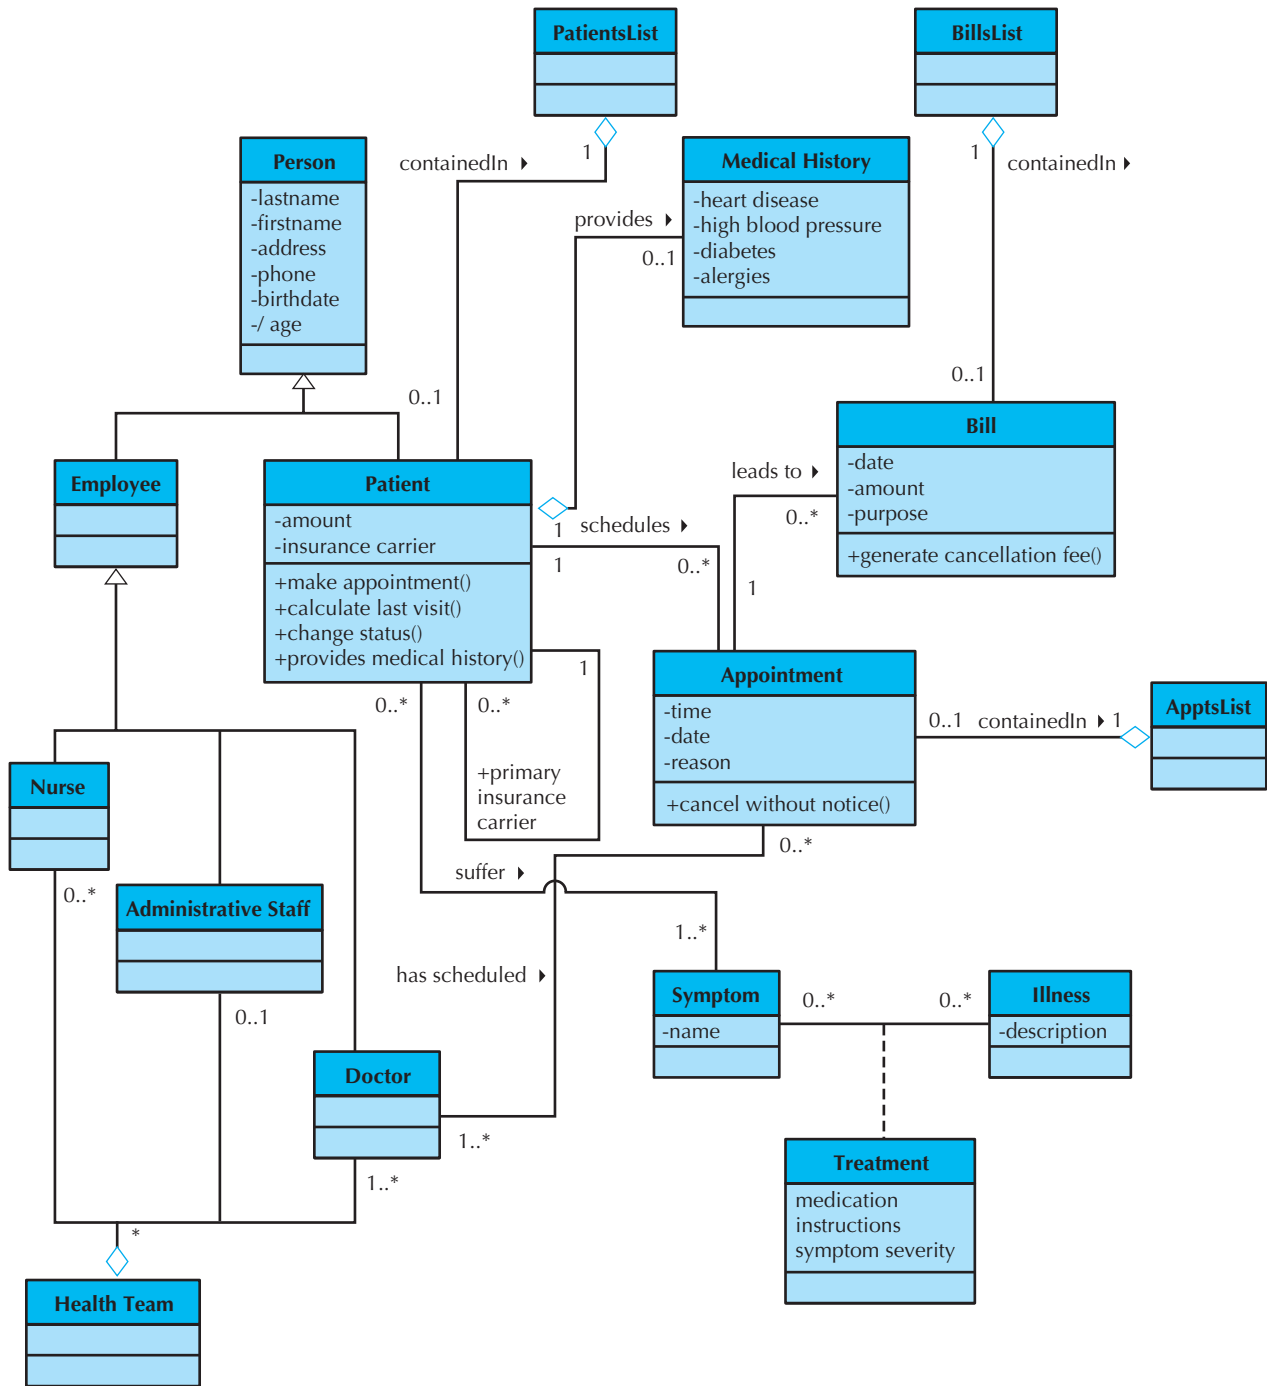 PatientsList
BillsList
containedIn ▸
1
1
containedIn ▸
Person
-lastname
-firstname
-address
-phone
-birthdate
-/ age
Medical History
-heart disease
-high blood pressure
-diabetes
-alergies
provides ▸
0..1
0..1
0..1
Employee
Patient
-amount
-insurance carrier
+make appointment()
+calculate last visit()
+change status()
+provides medical history()
1
schedules ▸
1
0..*
Bill
-date
-amount
-purpose
+generate cancellation fee()
leads to ▸
0..*
1
1
0..*
0..*
+primary
insurance
carrier
Appointment
-time
-date
-reason
+cancel without notice()
0..1
containedIn ▸
1
ApptsList
0..*
Nurse
0..*
Administrative Staff
0..1
suffer ▸
1..*
has scheduled ▸
Doctor
1..*
1..*
Symptom
-name
0..*
0..*
Illness
-description
Treatment
medication
instructions
symptom severity
*
Health Team